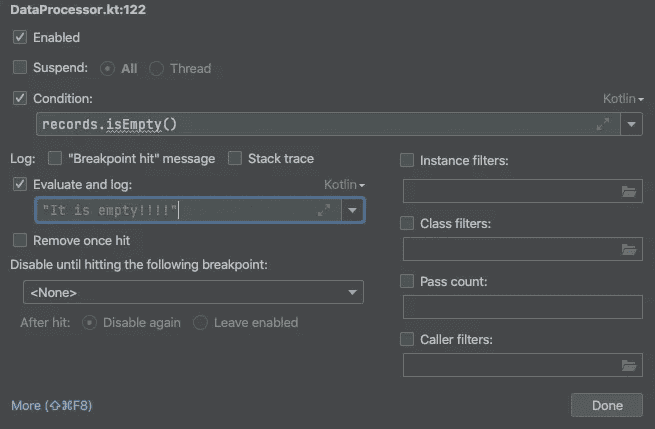 DataProcessor.kt:122
Enabled
Suspend: All Thread
Condition: Kotlin
records.isEmpty()
Log: "Breakpoint hit" message Stack trace
Evaluate and log: Kotlin
"It is empty!!!!"
Remove once hit
Disable until hitting the following breakpoint:
<None>
After hit: Disable again Leave enabled
Instance filters:
Class filters:
Pass count:
Caller filters:
More (⇧⌘F8)
Done